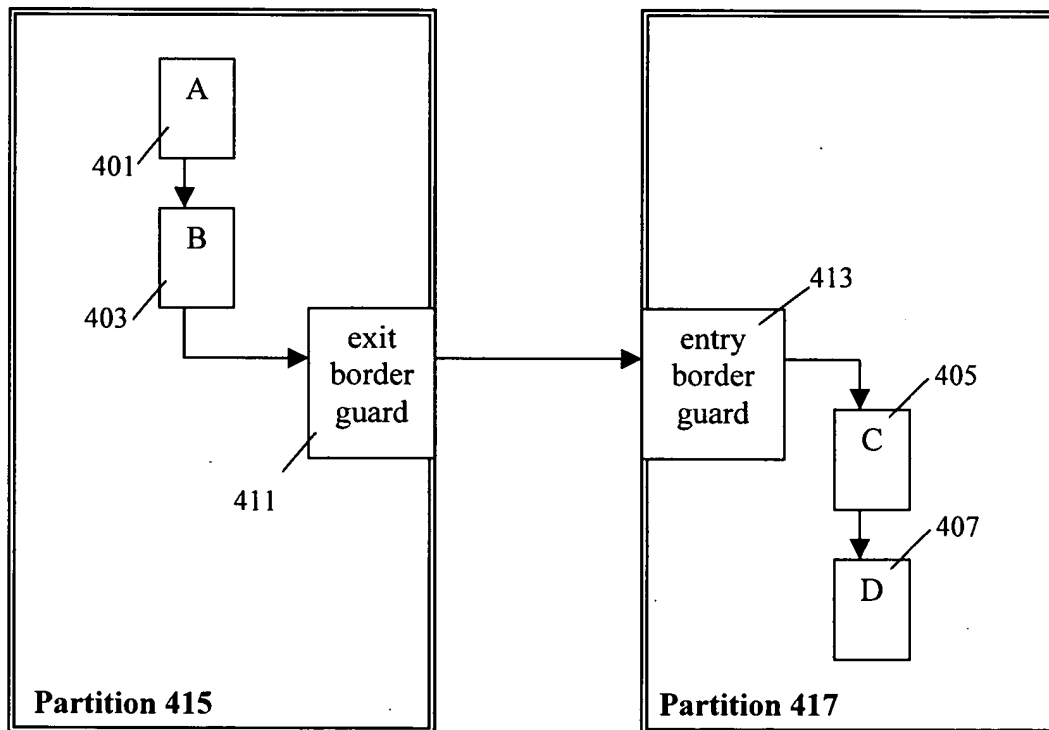 A
401
B
403
exit
border
guard
411
Partition 415
413
entry
border
guard
405
C
407
D
Partition 417